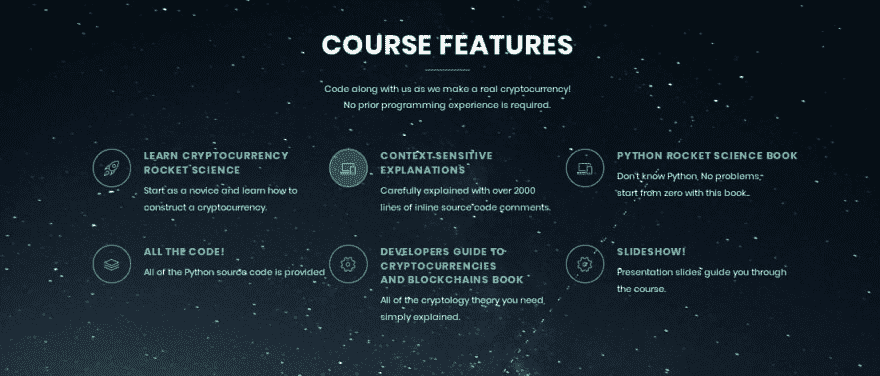 COURSE FEATURES
Code along with us as we make a real cryptocurrency!
No prior programming experience is required.
LEARN CRYPTOCURRENCY
ROCKET SCIENCE
Start as a novice and learn how to
construct a cryptocurrency.
CONTEXT-SENSITIVE
EXPLANATIONS
Carefully explained with over 2000
lines of inline source code comments.
PYTHON ROCKET SCIENCE BOOK
Don't know Python, No problems,
start from zero with this book..
ALL THE CODE!
All of the Python source code is provided
DEVELOPERS GUIDE TO
CRYPTOCURRENCIES
AND BLOCKCHAINS BOOK
All of the cryptology theory you need,
simply explained.
SLIDESHOW!
Presentation slides guide you through
the course.